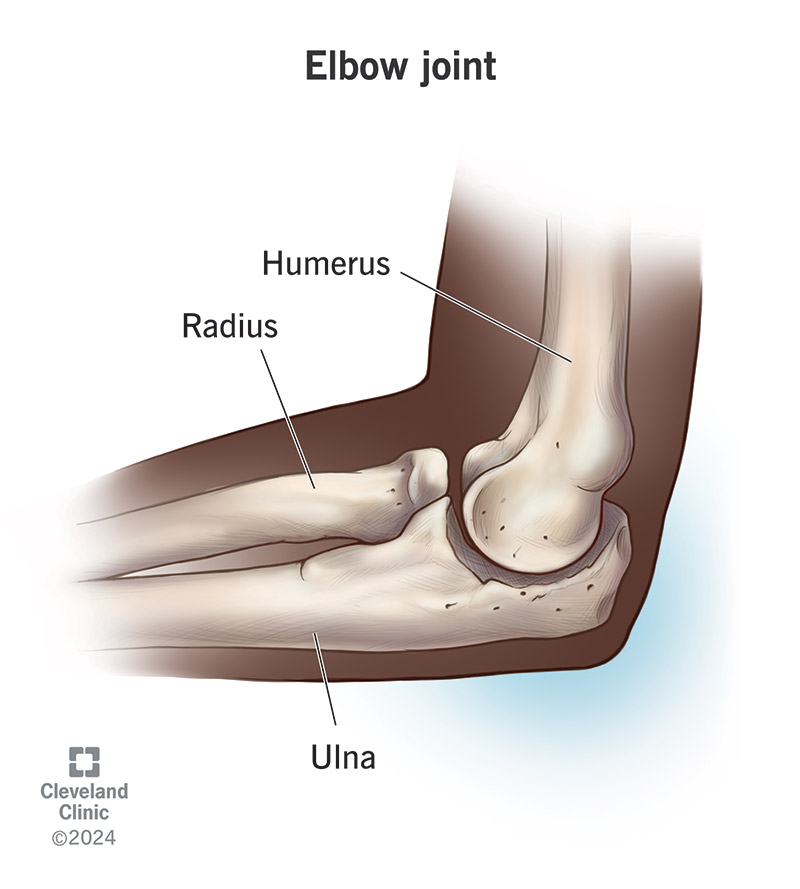 Elbow joint
Humerus
Radius
Ulna
Cleveland
Clinic
©2024